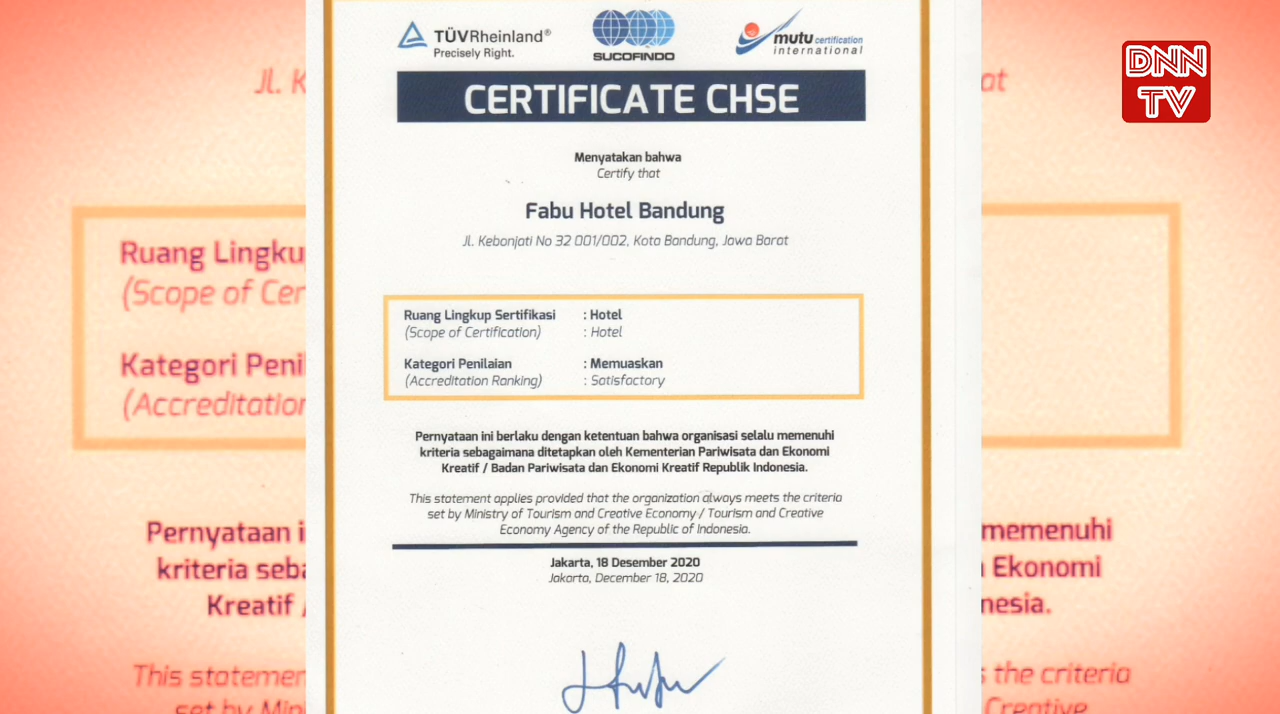 TÜVRheinland®
Precisely Right.
SUCOFINDO
mutu certification
international
DNN
TV
CERTIFICATE CHSE
Menyatakan bahwa
Certify that
Fabu Hotel Bandung
Jl. Kebonjati No 32 001/002, Kota Bandung, Jawa Barat
Ruang Lingkup Sertifikasi : Hotel
(Scope of Certification) : Hotel
Kategori Penilaian : Memuaskan
(Accreditation Ranking) : Satisfactory
Pernyataan ini berlaku dengan ketentuan bahwa organisasi selalu memenuhi
kriteria sebagaimana ditetapkan oleh Kementerian Pariwisata dan Ekonomi
Kreatif / Badan Pariwisata dan Ekonomi Kreatif Republik Indonesia.
This statement applies provided that the organization always meets the criteria
set by Ministry of Tourism and Creative Economy / Tourism and Creative
Economy Agency of the Republic of Indonesia.
Jakarta, 18 Desember 2020
Jakarta, December 18, 2020